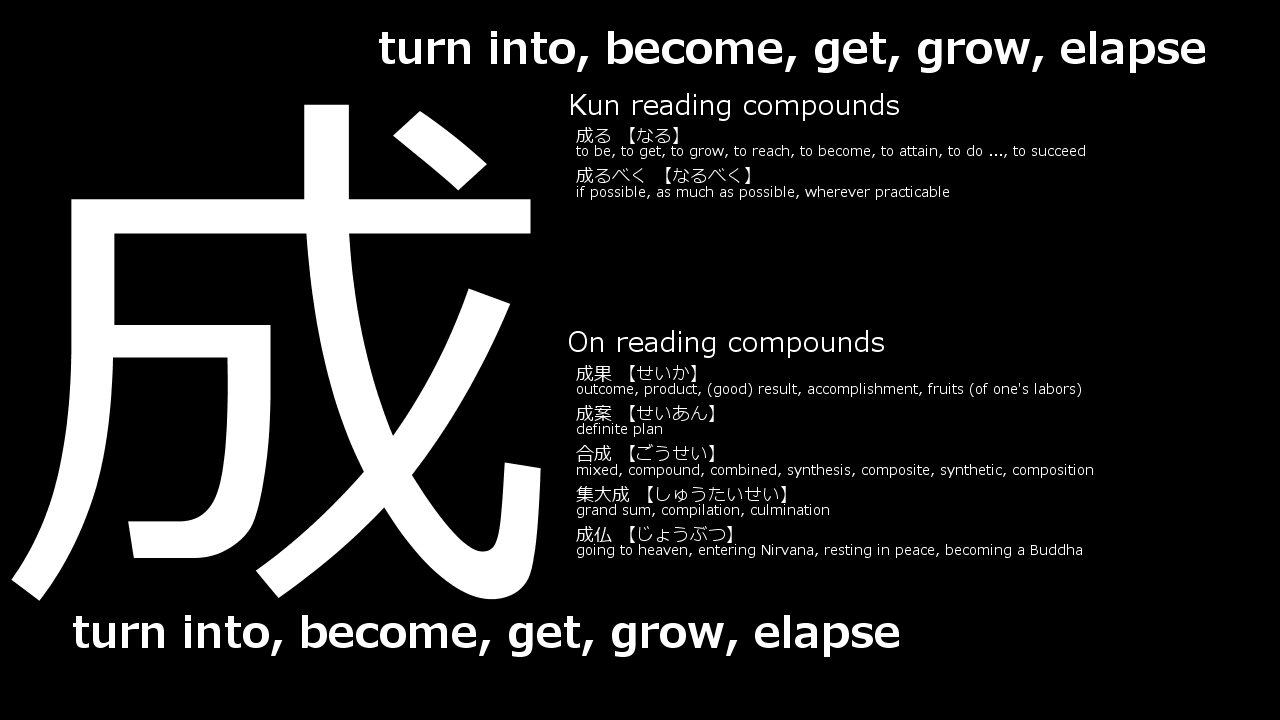 turn into, become, get, grow, elapse
成
Kun reading compounds
成る 【なる】
to be, to get, to grow, to reach, to become, to attain, to do ..., to succeed
成るべく 【なるべく】
if possible, as much as possible, wherever practicable
On reading compounds
成果 【せいか】
outcome, product, (good) result, accomplishment, fruits (of one's labors)
成案 【せいあん】
definite plan
合成 【ごうせい】
mixed, compound, combined, synthesis, composite, synthetic, composition
集大成 【しゅうたいせい】
grand sum, compilation, culmination
成仏 【じょうぶつ】
going to heaven, entering Nirvana, resting in peace, becoming a Buddha
turn into, become, get, grow, elapse